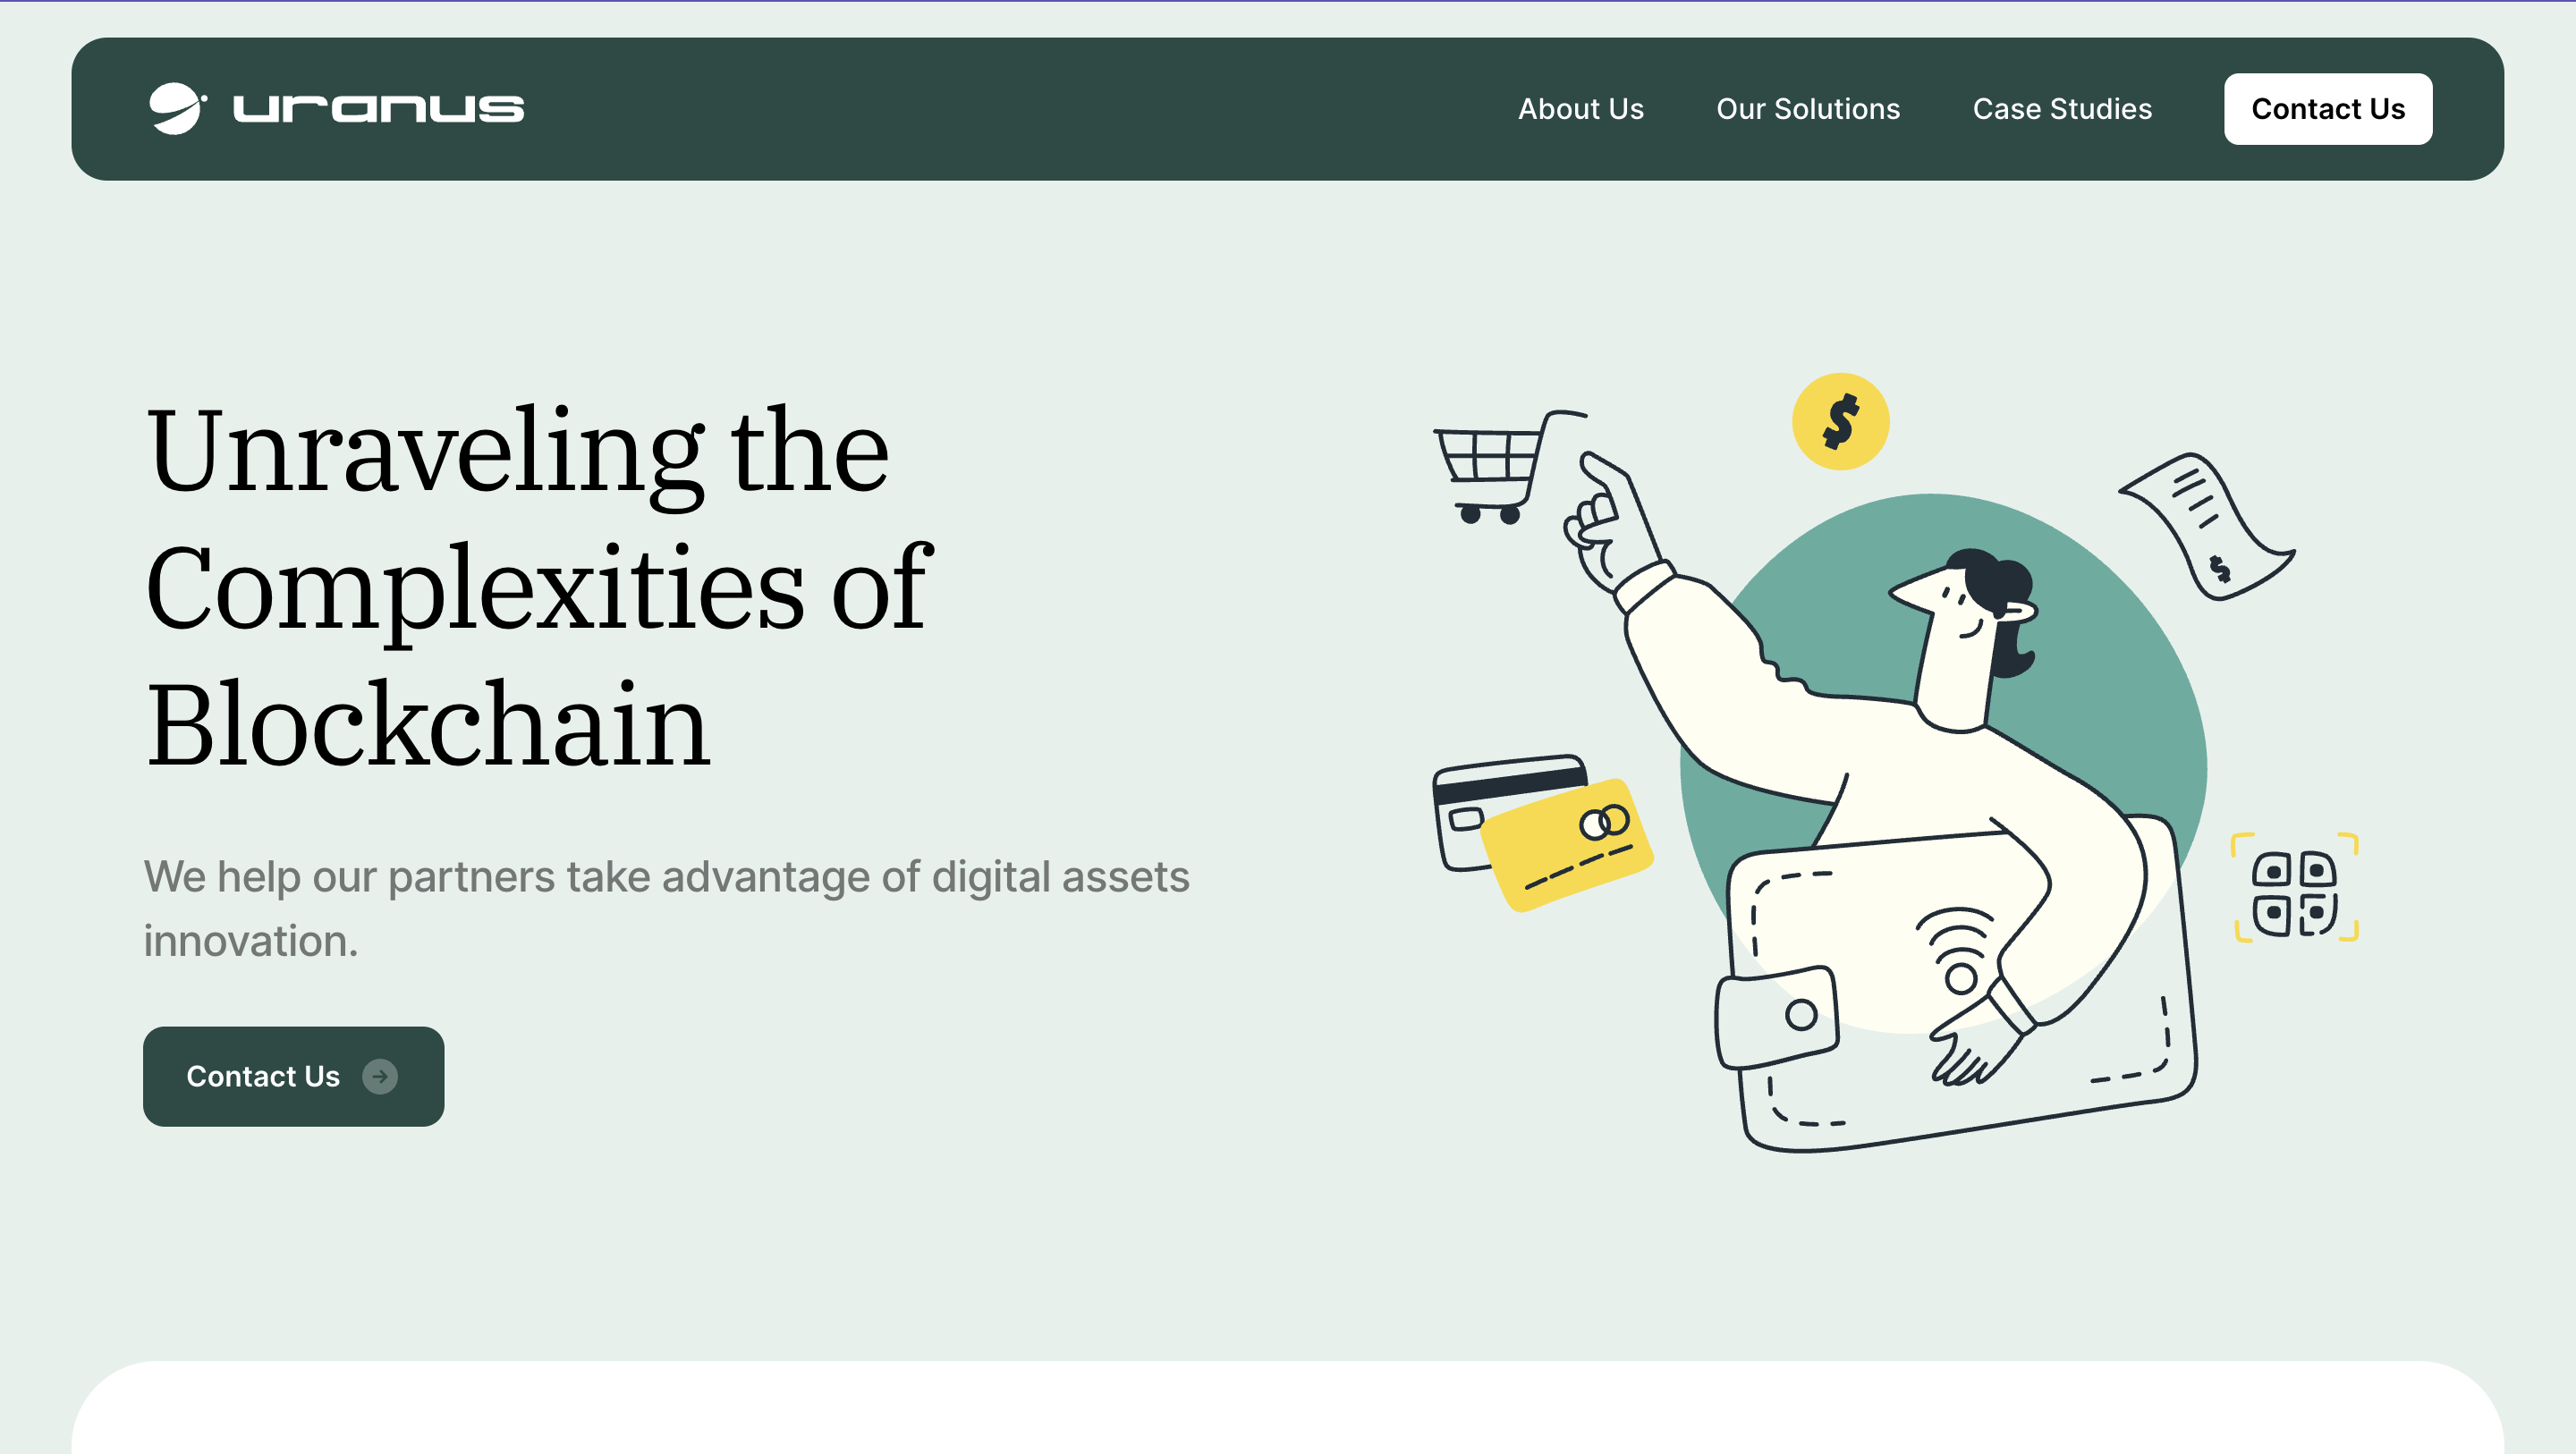 uranus
About Us
Our Solutions
Case Studies
Contact Us
Unraveling the
Complexities of
Blockchain
$
$
We help our partners take advantage of digital assets
innovation.
Contact Us